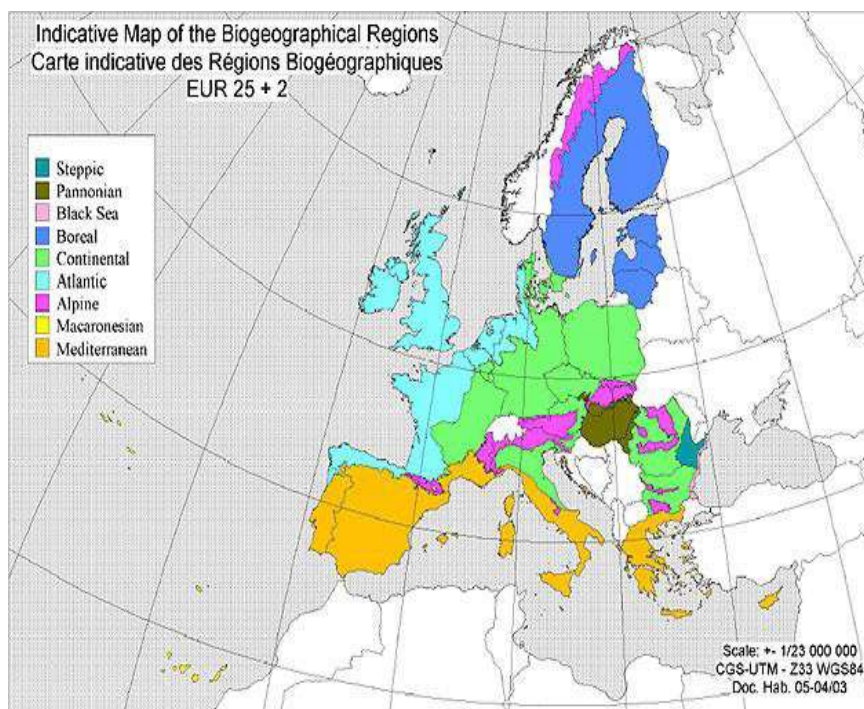 Indicative Map of the Biogeographical Regions
Carte indicative des Régions Biogéographiques
EUR 25 + 2
Steppic
Pannonian
Black Sea
Boreal
Continental
Atlantic
Alpine
Macaronesian
Mediterranean
Scale: +- 1/23 000 000
CGS-UTM - Z33 WGS84
Doc. Hab. 05-04/03